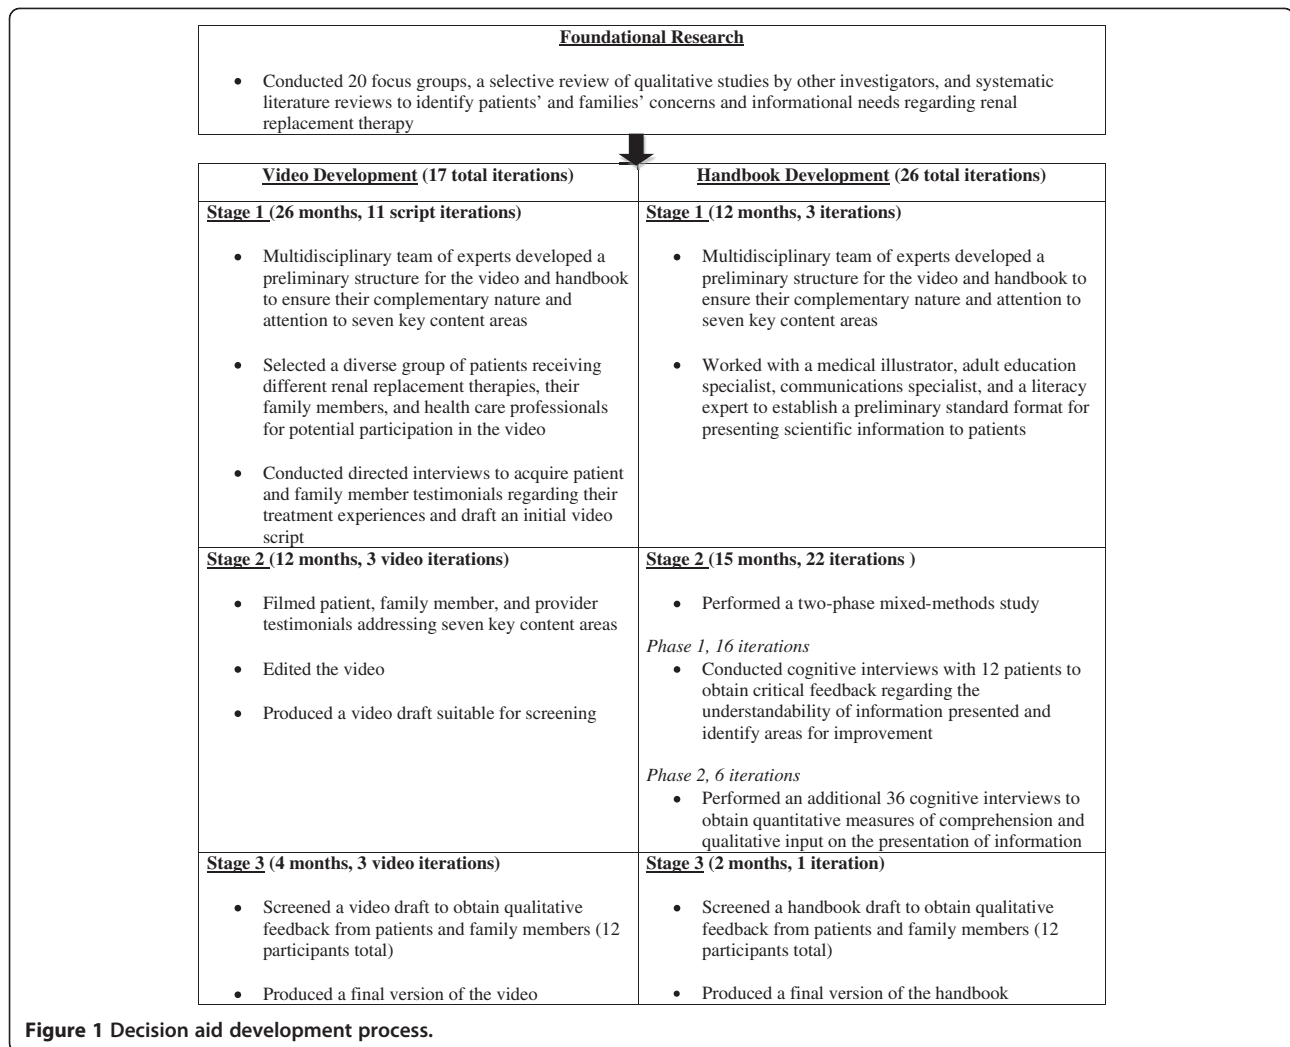 Foundational Research
• Conducted 20 focus groups, a selective review of qualitative studies by other investigators, and systematic
literature reviews to identify patients’ and families’ concerns and informational needs regarding renal
replacement therapy
Video Development (17 total iterations)
Stage 1 (26 months, 11 script iterations)
• Multidisciplinary team of experts developed a
preliminary structure for the video and handbook
to ensure their complementary nature and
attention to seven key content areas
• Selected a diverse group of patients receiving
different renal replacement therapies, their
family members, and health care professionals
for potential participation in the video
• Conducted directed interviews to acquire patient
and family member testimonials regarding their
treatment experiences and draft an initial video
script
Stage 2 (12 months, 3 video iterations)
• Filmed patient, family member, and provider
testimonials addressing seven key content areas
• Edited the video
• Produced a video draft suitable for screening
Stage 3 (4 months, 3 video iterations)
• Screened a video draft to obtain qualitative
feedback from patients and family members (12
participants total)
• Produced a final version of the video
Handbook Development (26 total iterations)
Stage 1 (12 months, 3 iterations)
• Multidisciplinary team of experts developed a
preliminary structure for the video and handbook to
ensure their complementary nature and attention to
seven key content areas
• Worked with a medical illustrator, adult education
specialist, communications specialist, and a literacy
expert to establish a preliminary standard format for
presenting scientific information to patients
Stage 2 (15 months, 22 iterations )
• Performed a two-phase mixed-methods study
Phase 1, 16 iterations
• Conducted cognitive interviews with 12 patients to
obtain critical feedback regarding the
understandability of information presented and
identify areas for improvement
Phase 2, 6 iterations
• Performed an additional 36 cognitive interviews to
obtain quantitative measures of comprehension and
qualitative input on the presentation of information
Stage 3 (2 months, 1 iteration)
• Screened a handbook draft to obtain qualitative
feedback from patients and family members (12
participants total)
• Produced a final version of the handbook
Figure 1 Decision aid development process.